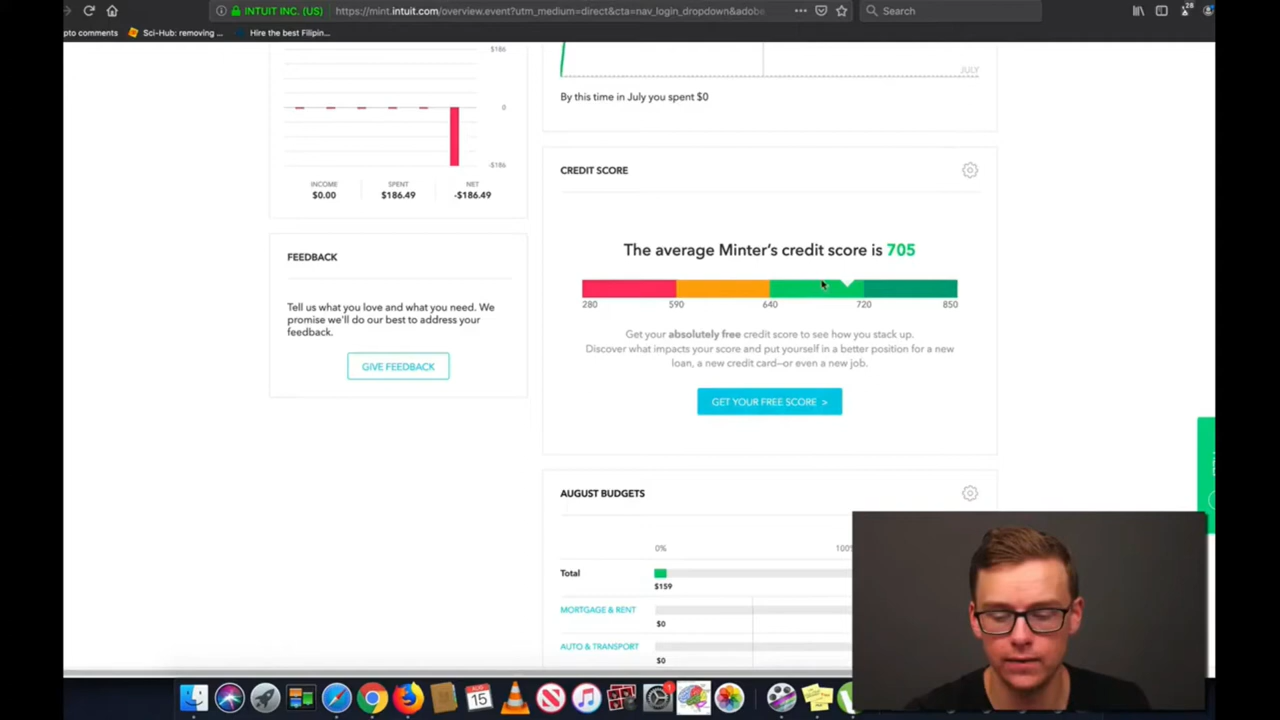 INTUIT INC. (US)
https://mint.intuit.com/overview.event?utm_medium=direct&cta=nav_login_dropdown&adobe
Search
28
pto comments
Sci-Hub: removing ...
Hire the best Filipin...
$186
0
-$186
INCOME
SPENT
NET
$0.00
$186.49
-$186.49
FEEDBACK
Tell us what you love and what you need. We
promise we'll do our best to address your
feedback.
GIVE FEEDBACK
JULY
By this time in July you spent $0
CREDIT SCORE
The average Minter's credit score is 705
280 590 640 720 850
Get your absolutely free credit score to see how you stack up.
Discover what impacts your score and put yourself in a better position for a new
loan, a new credit card—or even a new job.
GET YOUR FREE SCORE >
AUGUST BUDGETS
0%
Total
$159
MORTGAGE & RENT
$0
AUTO & TRANSPORT
$0
AUG
15
1